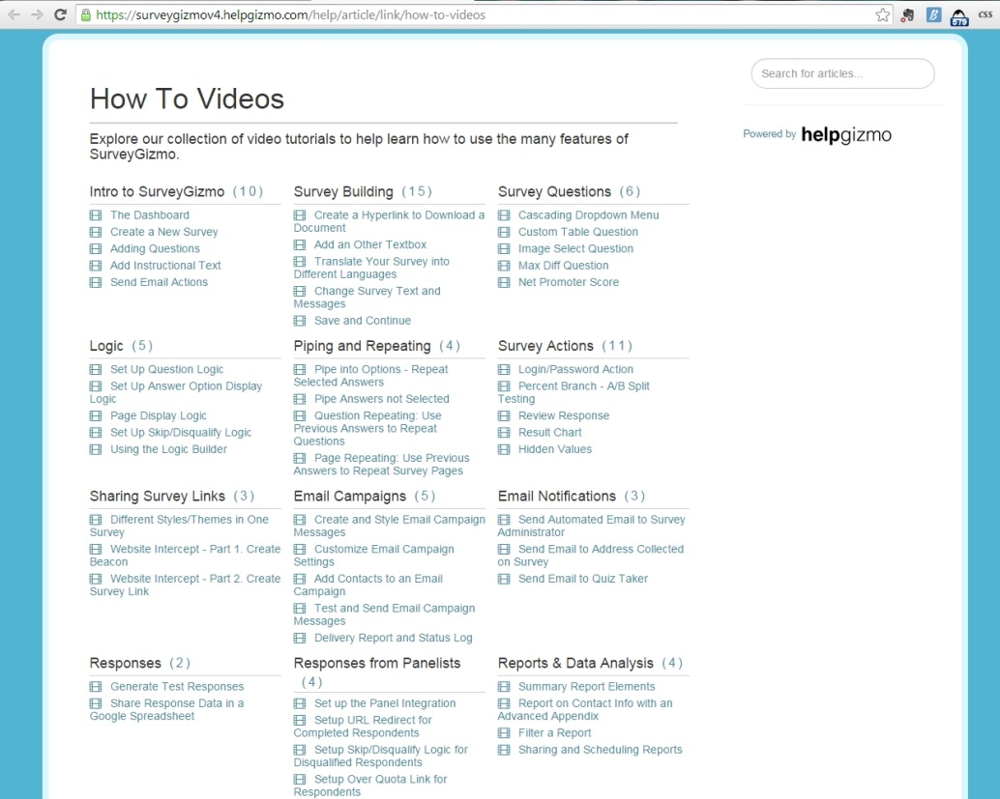 https://surveygizmov4.helpgizmo.com/help/article/link/how-to-videos
579
CSS
Search for articles...
Powered by helpgizmo
How To Videos
Explore our collection of video tutorials to help learn how to use the many features of
SurveyGizmo.
Intro to SurveyGizmo (10)
The Dashboard
Create a New Survey
Adding Questions
Add Instructional Text
Send Email Actions
Survey Building (15)
Create a Hyperlink to Download a
Document
Add an Other Textbox
Translate Your Survey into
Different Languages
Change Survey Text and
Messages
Save and Continue
Survey Questions (6)
Cascading Dropdown Menu
Custom Table Question
Image Select Question
Max Diff Question
Net Promoter Score
Logic (5)
Set Up Question Logic
Set Up Answer Option Display
Logic
Page Display Logic
Set Up Skip/Disqualify Logic
Using the Logic Builder
Piping and Repeating (4)
Pipe into Options - Repeat
Selected Answers
Pipe Answers not Selected
Question Repeating: Use
Previous Answers to Repeat
Questions
Page Repeating: Use Previous
Answers to Repeat Survey Pages
Survey Actions (11)
Login/Password Action
Percent Branch - A/B Split
Testing
Review Response
Result Chart
Hidden Values
Sharing Survey Links (3)
Different Styles/Themes in One
Survey
Website Intercept - Part 1. Create
Beacon
Website Intercept - Part 2. Create
Survey Link
Email Campaigns (5)
Create and Style Email Campaign
Messages
Customize Email Campaign
Settings
Add Contacts to an Email
Campaign
Test and Send Email Campaign
Messages
Delivery Report and Status Log
Email Notifications (3)
Send Automated Email to Survey
Administrator
Send Email to Address Collected
on Survey
Send Email to Quiz Taker
Responses (2)
Generate Test Responses
Share Response Data in a
Google Spreadsheet
Responses from Panelists
(4)
Set up the Panel Integration
Setup URL Redirect for
Completed Respondents
Setup Skip/Disqualify Logic for
Disqualified Respondents
Setup Over Quota Link for
Respondents
Reports & Data Analysis (4)
Summary Report Elements
Report on Contact Info with an
Advanced Appendix
Filter a Report
Sharing and Scheduling Reports